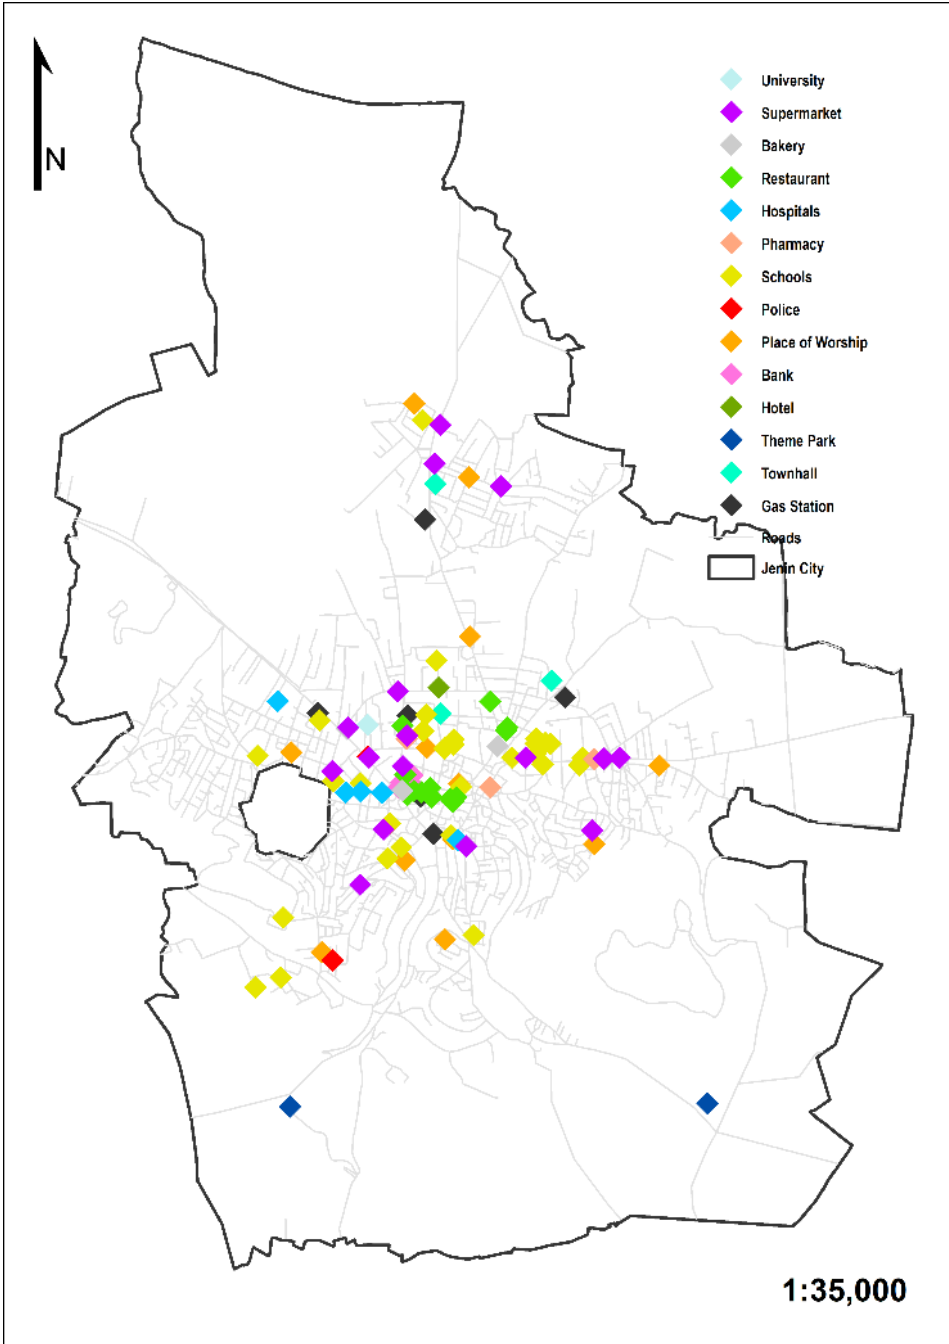 N
University
Supermarket
Bakery
Restaurant
Hospitals
Pharmacy
Schools
Police
Place of Worship
Bank
Hotel
Theme Park
Townhall
Gas Station
Roads
Jenin City
1:35,000